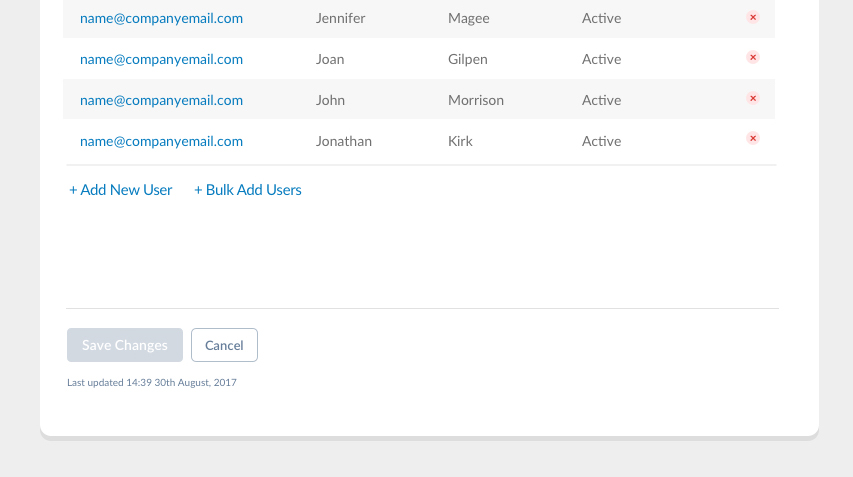 name@companyemail.com Jennifer Magee Active
name@companyemail.com Joan Gilpen Active
name@companyemail.com John Morrison Active
name@companyemail.com Jonathan Kirk Active
+ Add New User + Bulk Add Users
Save Changes Cancel
Last updated 14:39 30th August, 2017